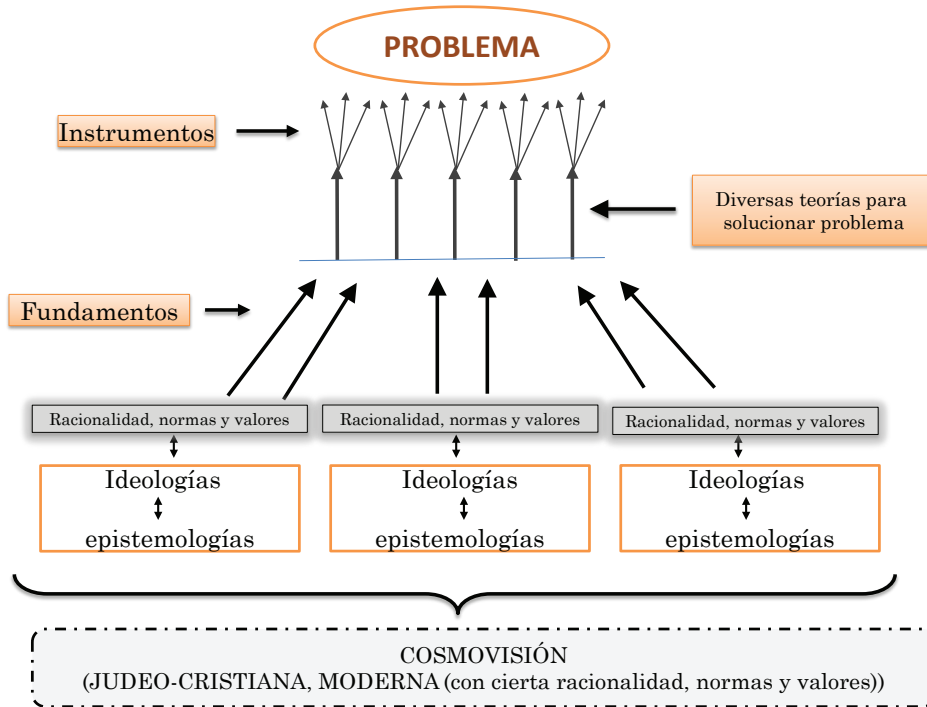 PROBLEMA
Instrumentos
Diversas teorías para
solucionar problema
Fundamentos
Racionalidad, normas y valores
Racionalidad, normas y valores
Racionalidad, normas y valores
Ideologías
epistemologías
Ideologías
epistemologías
Ideologías
epistemologías
COSMOVISIÓN
(JUDEO-CRISTIANA, MODERNA (con cierta racionalidad, normas y valores))